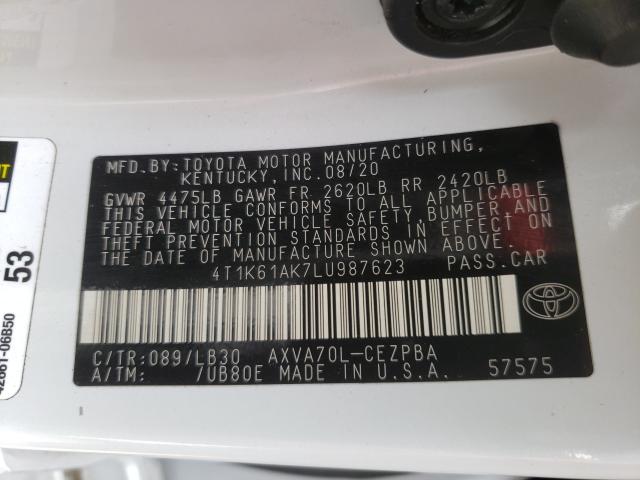 MFD.BY:TOYOTA MOTOR MANUFACTURING,
KENTUCKY,INC.08/20
GVWR 4475LB GAWR FR 2620LB RR 2420LB
THIS VEHICLE CONFORMS TO ALL APPLICABLE
FEDERAL MOTOR VEHICLE SAFETY, BUMPER,AND
THEFT PREVENTION STANDARDS IN EFFECT ON
THE DATE OF MANUFACTURE SHOWN ABOVE.
4T1K61AK7LU987623 PASS.CAR
C/TR:089/LB30 AXVA70L-CEZPBA
A/TM: 7UB80E MADE IN U.S.A. 57575
53
42661-06B50